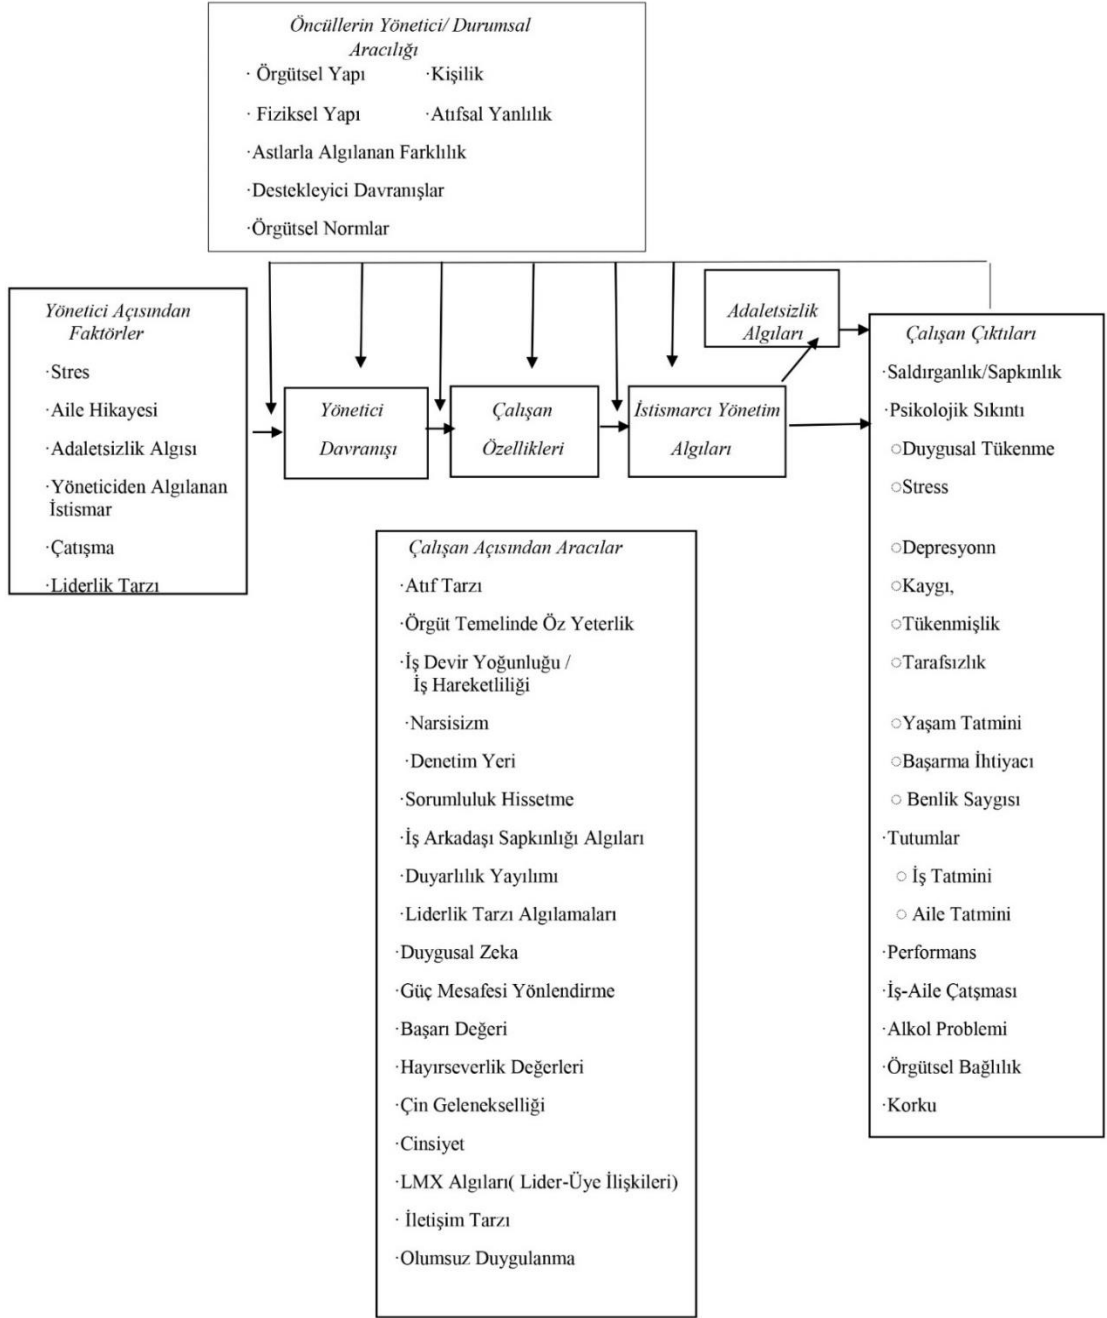 Öncüllerin Yönetici/ Durumsal
Aracılığı
· Örgütsel Yapı ·Kişilik
· Fiziksel Yapı ·Atıfsal Yanlılık
·Astlarla Algılanan Farklılık
·Destekleyici Davranışlar
·Örgütsel Normlar
Yönetici Açısından
Faktörler
·Stres
·Aile Hikayesi
·Adaletsizlik Algısı
·Yöneticiden Algılanan
İstismar
·Çatışma
·Liderlik Tarzı
Yönetici
Davranışı
Çalışan
Özellikleri
İstismarcı Yönetim
Algıları
Adaletsizlik
Algıları
Çalışan Çıktıları
·Saldırganlık/Sapkınlık
·Psikolojik Sıkıntı
○Duygusal Tükenme
○Stress
○Depresyonn
○Kaygı,
○Tükenmişlik
○Tarafsızlık
○Yaşam Tatmini
○Başarma İhtiyacı
○ Benlik Saygısı
·Tutumlar
○ İş Tatmini
○ Aile Tatmini
·Performans
·İş-Aile Çatşması
·Alkol Problemi
·Örgütsel Bağlılık
·Korku
Çalışan Açısından Aracılar
·Atıf Tarzı
·Örgüt Temelinde Öz Yeterlik
·İş Devir Yoğunluğu /
İş Hareketliliği
·Narsisizm
·Denetim Yeri
·Sorumluluk Hissetme
·İş Arkadaşı Sapkınlığı Algıları
·Duyarlılık Yayılımı
·Liderlik Tarzı Algılamaları
·Duygusal Zeka
·Güç Mesafesi Yönlendirme
·Başarı Değeri
·Hayırseverlik Değerleri
·Çin Gelenekselliği
·Cinsiyet
·LMX Algıları( Lider-Üye İlişkileri)
· İletişim Tarzı
·Olumsuz Duygulanma